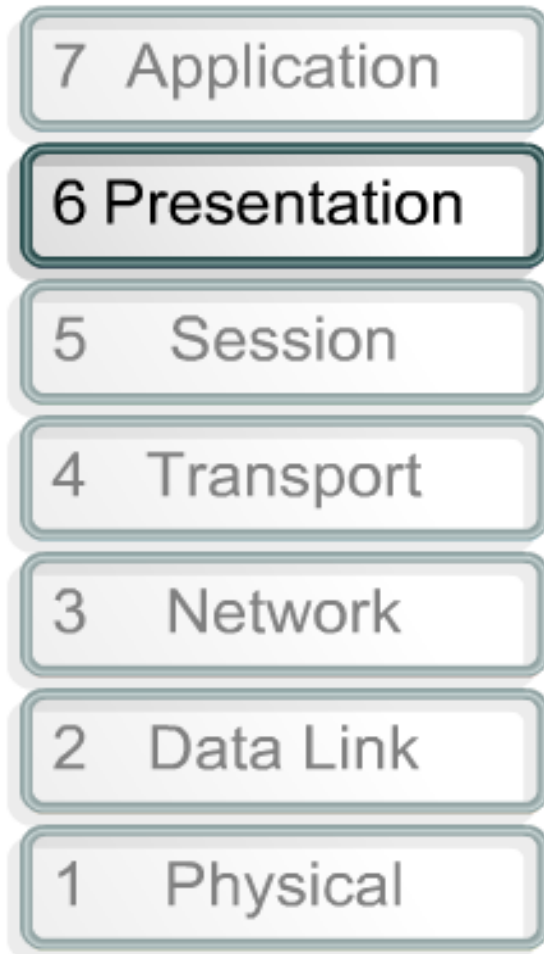 7 Application
6 Presentation
5 Session
4 Transport
3 Network
2 Data Link
1 Physical